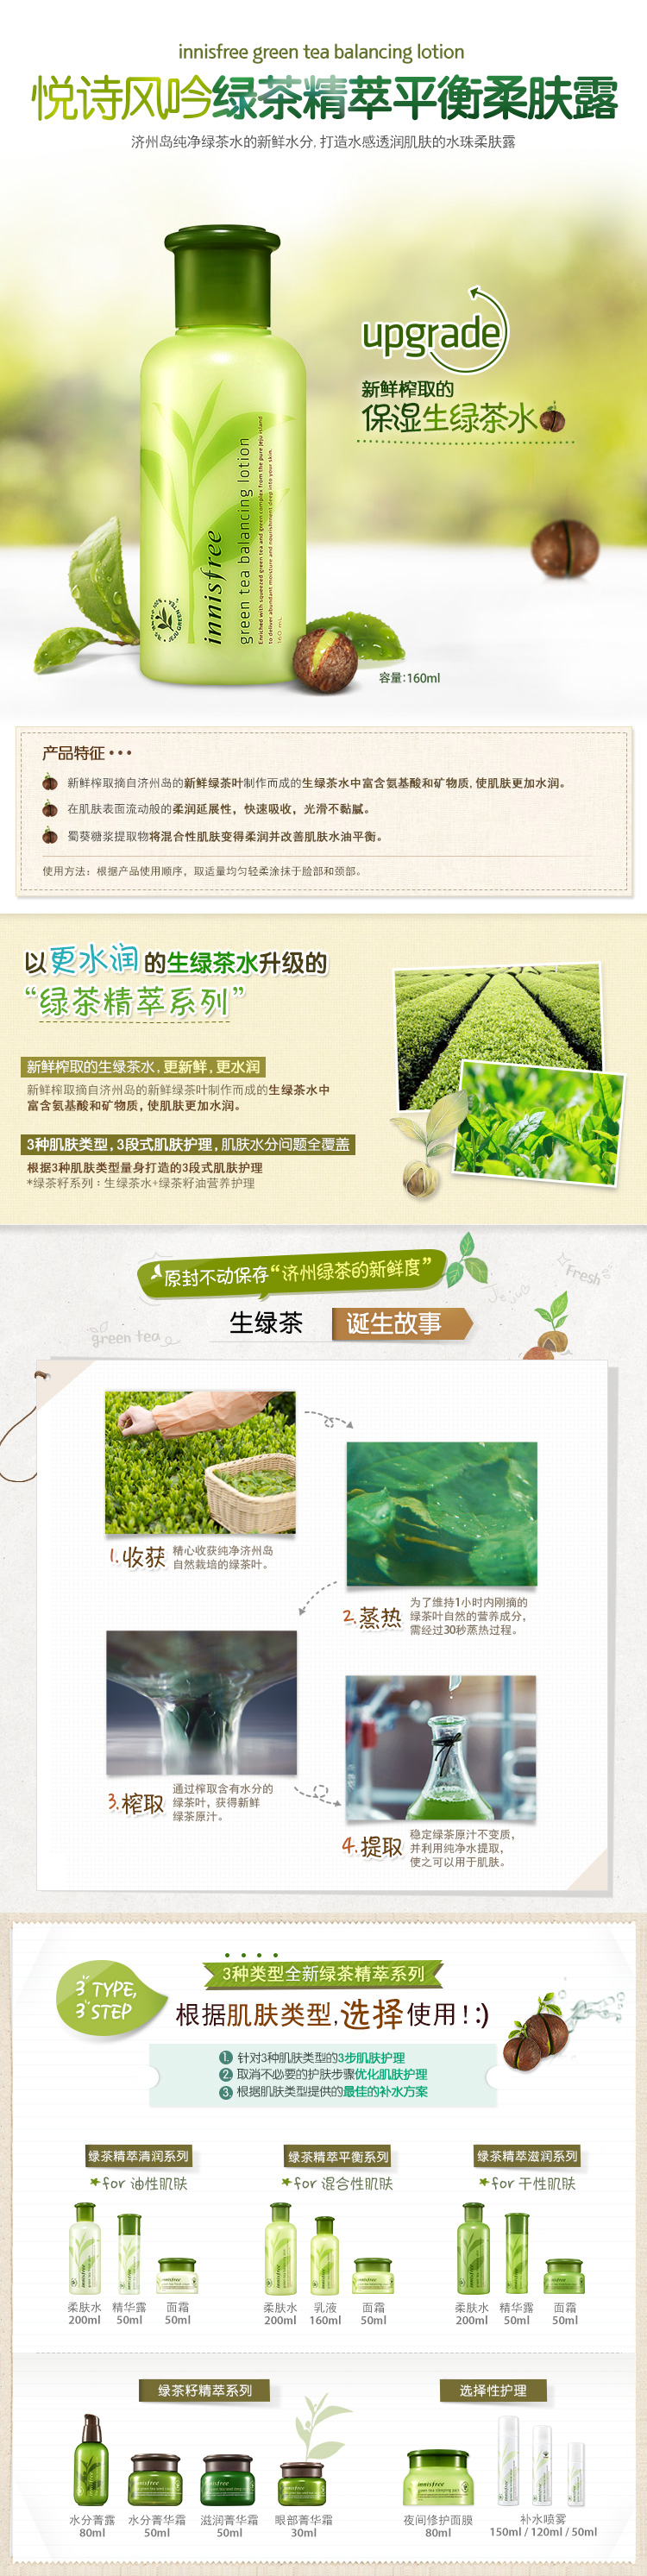 innisfree green tea balancing lotion
悦诗风吟绿茶精萃平衡柔肤露
济州岛纯净绿茶水的新鲜水分, 打造水感透润肌肤的水珠柔肤露
upgrade
新鲜榨取的
保湿生绿茶水
innisfree
green tea balancing lotion
Enriched with squeezed green tea and green complex from the pure Jeju island
to deliver abundant moisture and nourishment deep into your skin.
160 mL
容量:160ml
产品特征 • • •
新鲜榨取摘自济州岛的新鲜绿茶叶制作而成的生绿茶水中富含氨基酸和矿物质, 使肌肤更加水润。
在肌肤表面流动般的柔润延展性，快速吸收，光滑不黏腻。
蜀葵糖浆提取物将混合性肌肤变得柔润并改善肌肤水油平衡。
使用方法：根据产品使用顺序，取适量均匀轻柔涂抹于脸部和颈部。
以更水润的生绿茶水升级的
“绿茶精萃系列”
新鲜榨取的生绿茶水, 更新鲜, 更水润
新鲜榨取摘自济州岛的新鲜绿茶叶制作而成的生绿茶水中
富含氨基酸和矿物质，使肌肤更加水润。
3种肌肤类型, 3段式肌肤护理, 肌肤水分问题全覆盖
根据3种肌肤类型量身打造的3段式肌肤护理
*绿茶籽系列：生绿茶水+绿茶籽油营养护理
原封不动保存“济州绿茶的新鲜度”
Fresh
Jeju
green tea
生绿茶 诞生故事
1. 收获
精心收获纯净济州岛
自然栽培的绿茶叶。
2. 蒸热
为了维持1小时内刚摘的
绿茶叶自然的营养成分,
需经过30秒蒸热过程。
3. 榨取
通过榨取含有水分的
绿茶叶, 获得新鲜
绿茶原汁。
4. 提取
稳定绿茶原汁不变质,
并利用纯净水提取,
使之可以用于肌肤。
3 TYPE,
3 STEP
3种类型全新绿茶精萃系列
根据肌肤类型, 选择使用! :)
1 针对3种肌肤类型的3步肌肤护理
2 取消不必要的护肤步骤优化肌肤护理
3 根据肌肤类型提供的最佳的补水方案
绿茶精萃清润系列
for 油性肌肤
柔肤水 精华露 面霜
200ml 50ml 50ml
绿茶精萃平衡系列
for 混合性肌肤
柔肤水 乳液 面霜
200ml 160ml 50ml
绿茶精萃滋润系列
for 干性肌肤
柔肤水 精华露 面霜
200ml 50ml 50ml
绿茶籽精萃系列
水分菁露 水分菁华霜 滋润菁华霜 眼部菁华霜
80ml 50ml 50ml 30ml
选择性护理
夜间修护面膜 补水喷雾
80ml 150ml / 120ml / 50ml